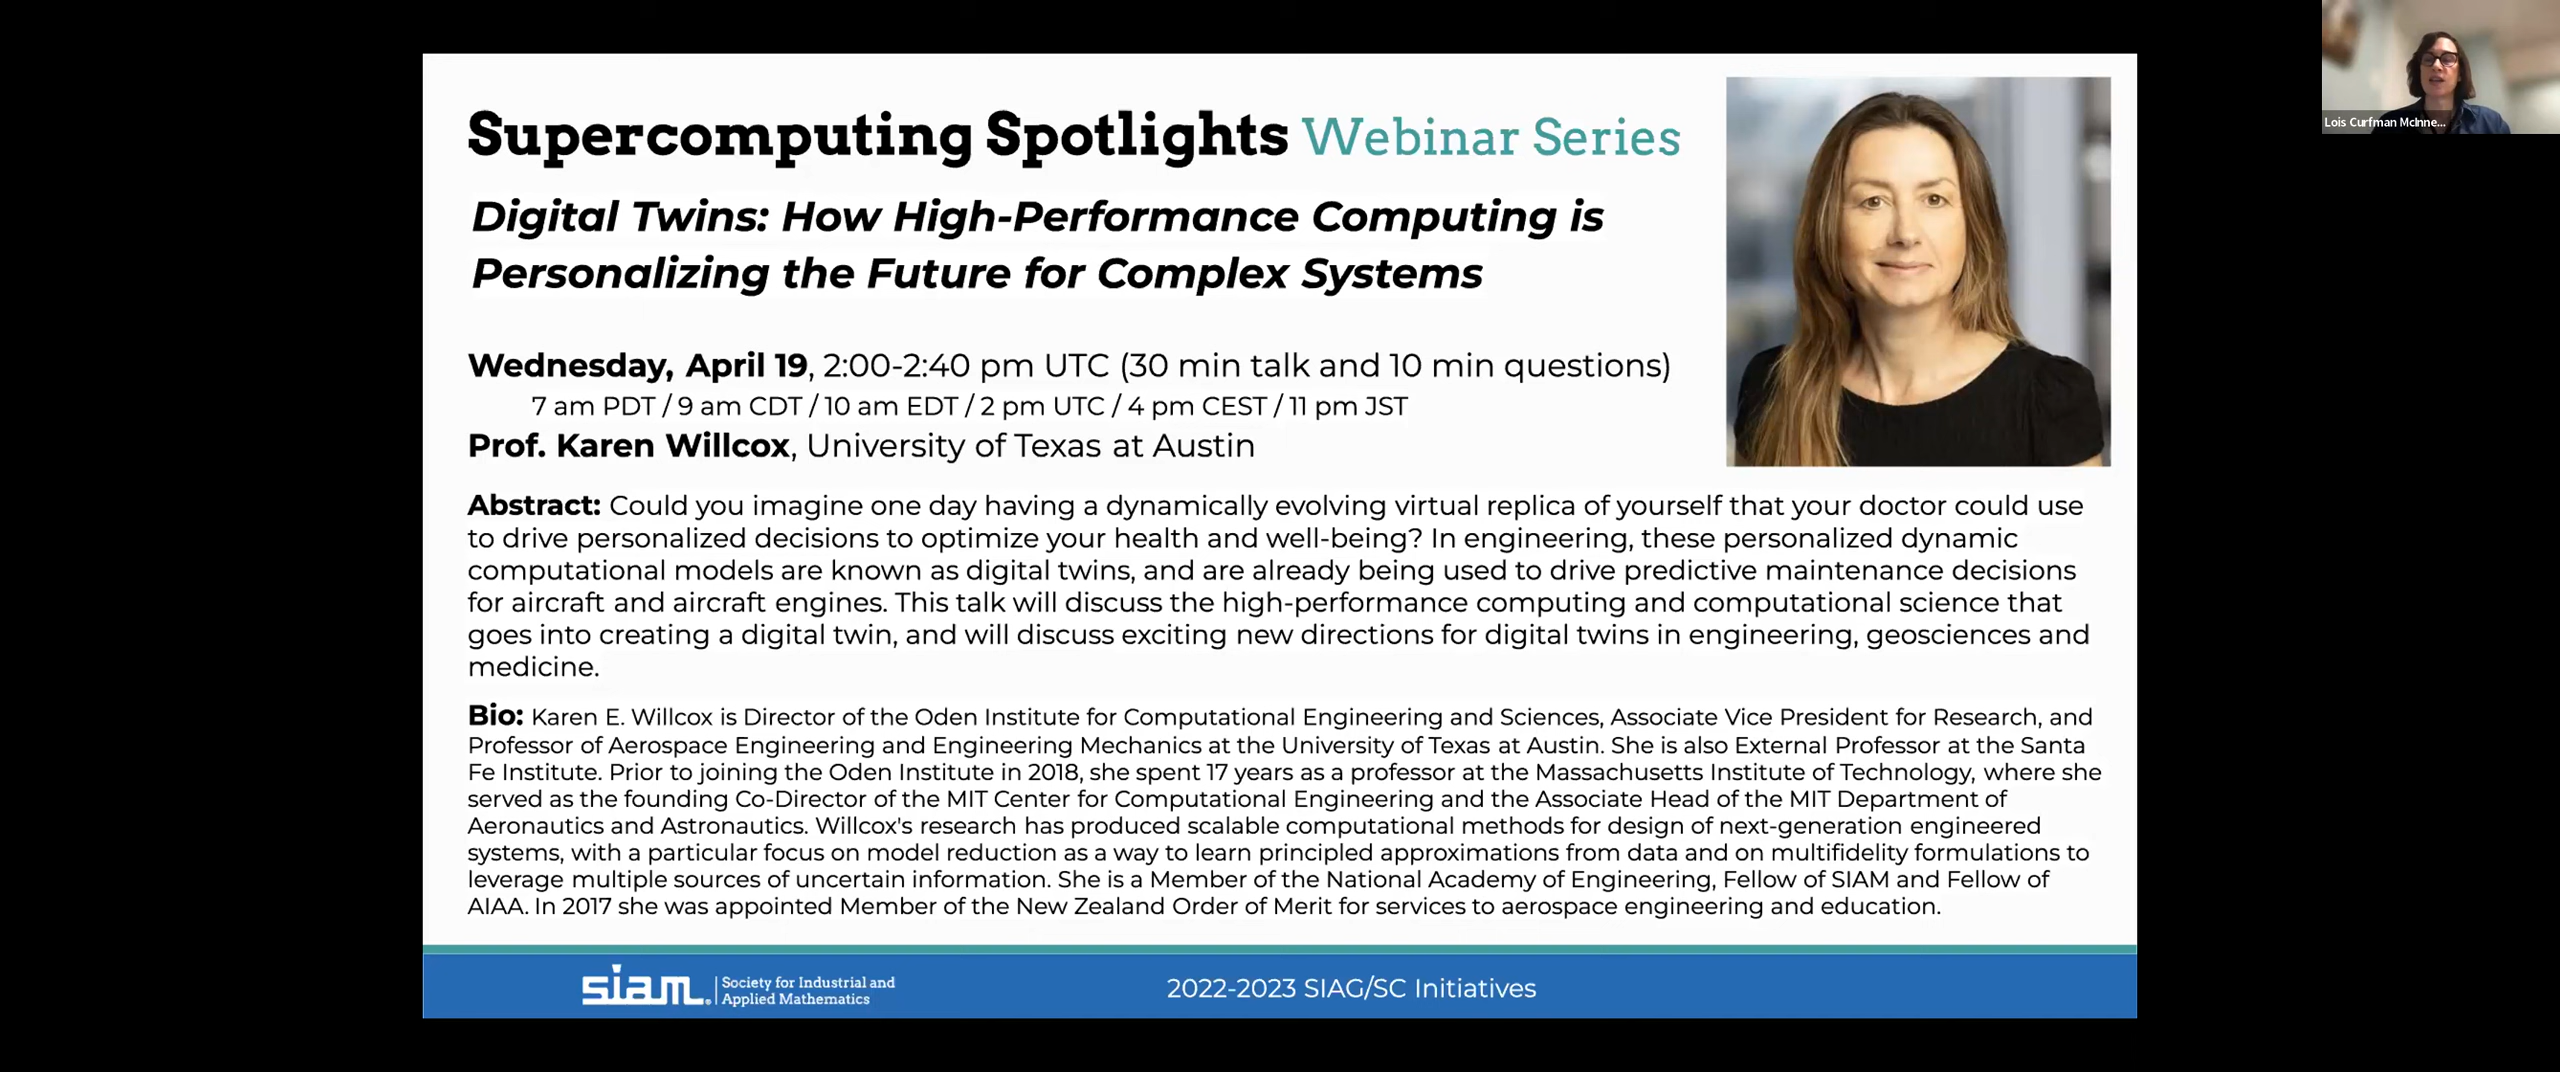 Supercomputing Spotlights Webinar Series
Digital Twins: How High-Performance Computing is
Personalizing the Future for Complex Systems
Wednesday, April 19, 2:00-2:40 pm UTC (30 min talk and 10 min questions)
7 am PDT / 9 am CDT / 10 am EDT / 2 pm UTC / 4 pm CEST / 11 pm JST
Prof. Karen Willcox, University of Texas at Austin
Abstract: Could you imagine one day having a dynamically evolving virtual replica of yourself that your doctor could use
to drive personalized decisions to optimize your health and well-being? In engineering, these personalized dynamic
computational models are known as digital twins, and are already being used to drive predictive maintenance decisions
for aircraft and aircraft engines. This talk will discuss the high-performance computing and computational science that
goes into creating a digital twin, and will discuss exciting new directions for digital twins in engineering, geosciences and
medicine.
Bio: Karen E. Willcox is Director of the Oden Institute for Computational Engineering and Sciences, Associate Vice President for Research, and
Professor of Aerospace Engineering and Engineering Mechanics at the University of Texas at Austin. She is also External Professor at the Santa
Fe Institute. Prior to joining the Oden Institute in 2018, she spent 17 years as a professor at the Massachusetts Institute of Technology, where she
served as the founding Co-Director of the MIT Center for Computational Engineering and the Associate Head of the MIT Department of
Aeronautics and Astronautics. Willcox's research has produced scalable computational methods for design of next-generation engineered
systems, with a particular focus on model reduction as a way to learn principled approximations from data and on multifidelity formulations to
leverage multiple sources of uncertain information. She is a Member of the National Academy of Engineering, Fellow of SIAM and Fellow of
AIAA. In 2017 she was appointed Member of the New Zealand Order of Merit for services to aerospace engineering and education.
siam. Society for Industrial and
Applied Mathematics
2022-2023 SIAG/SC Initiatives
Lois Curfman McInne...